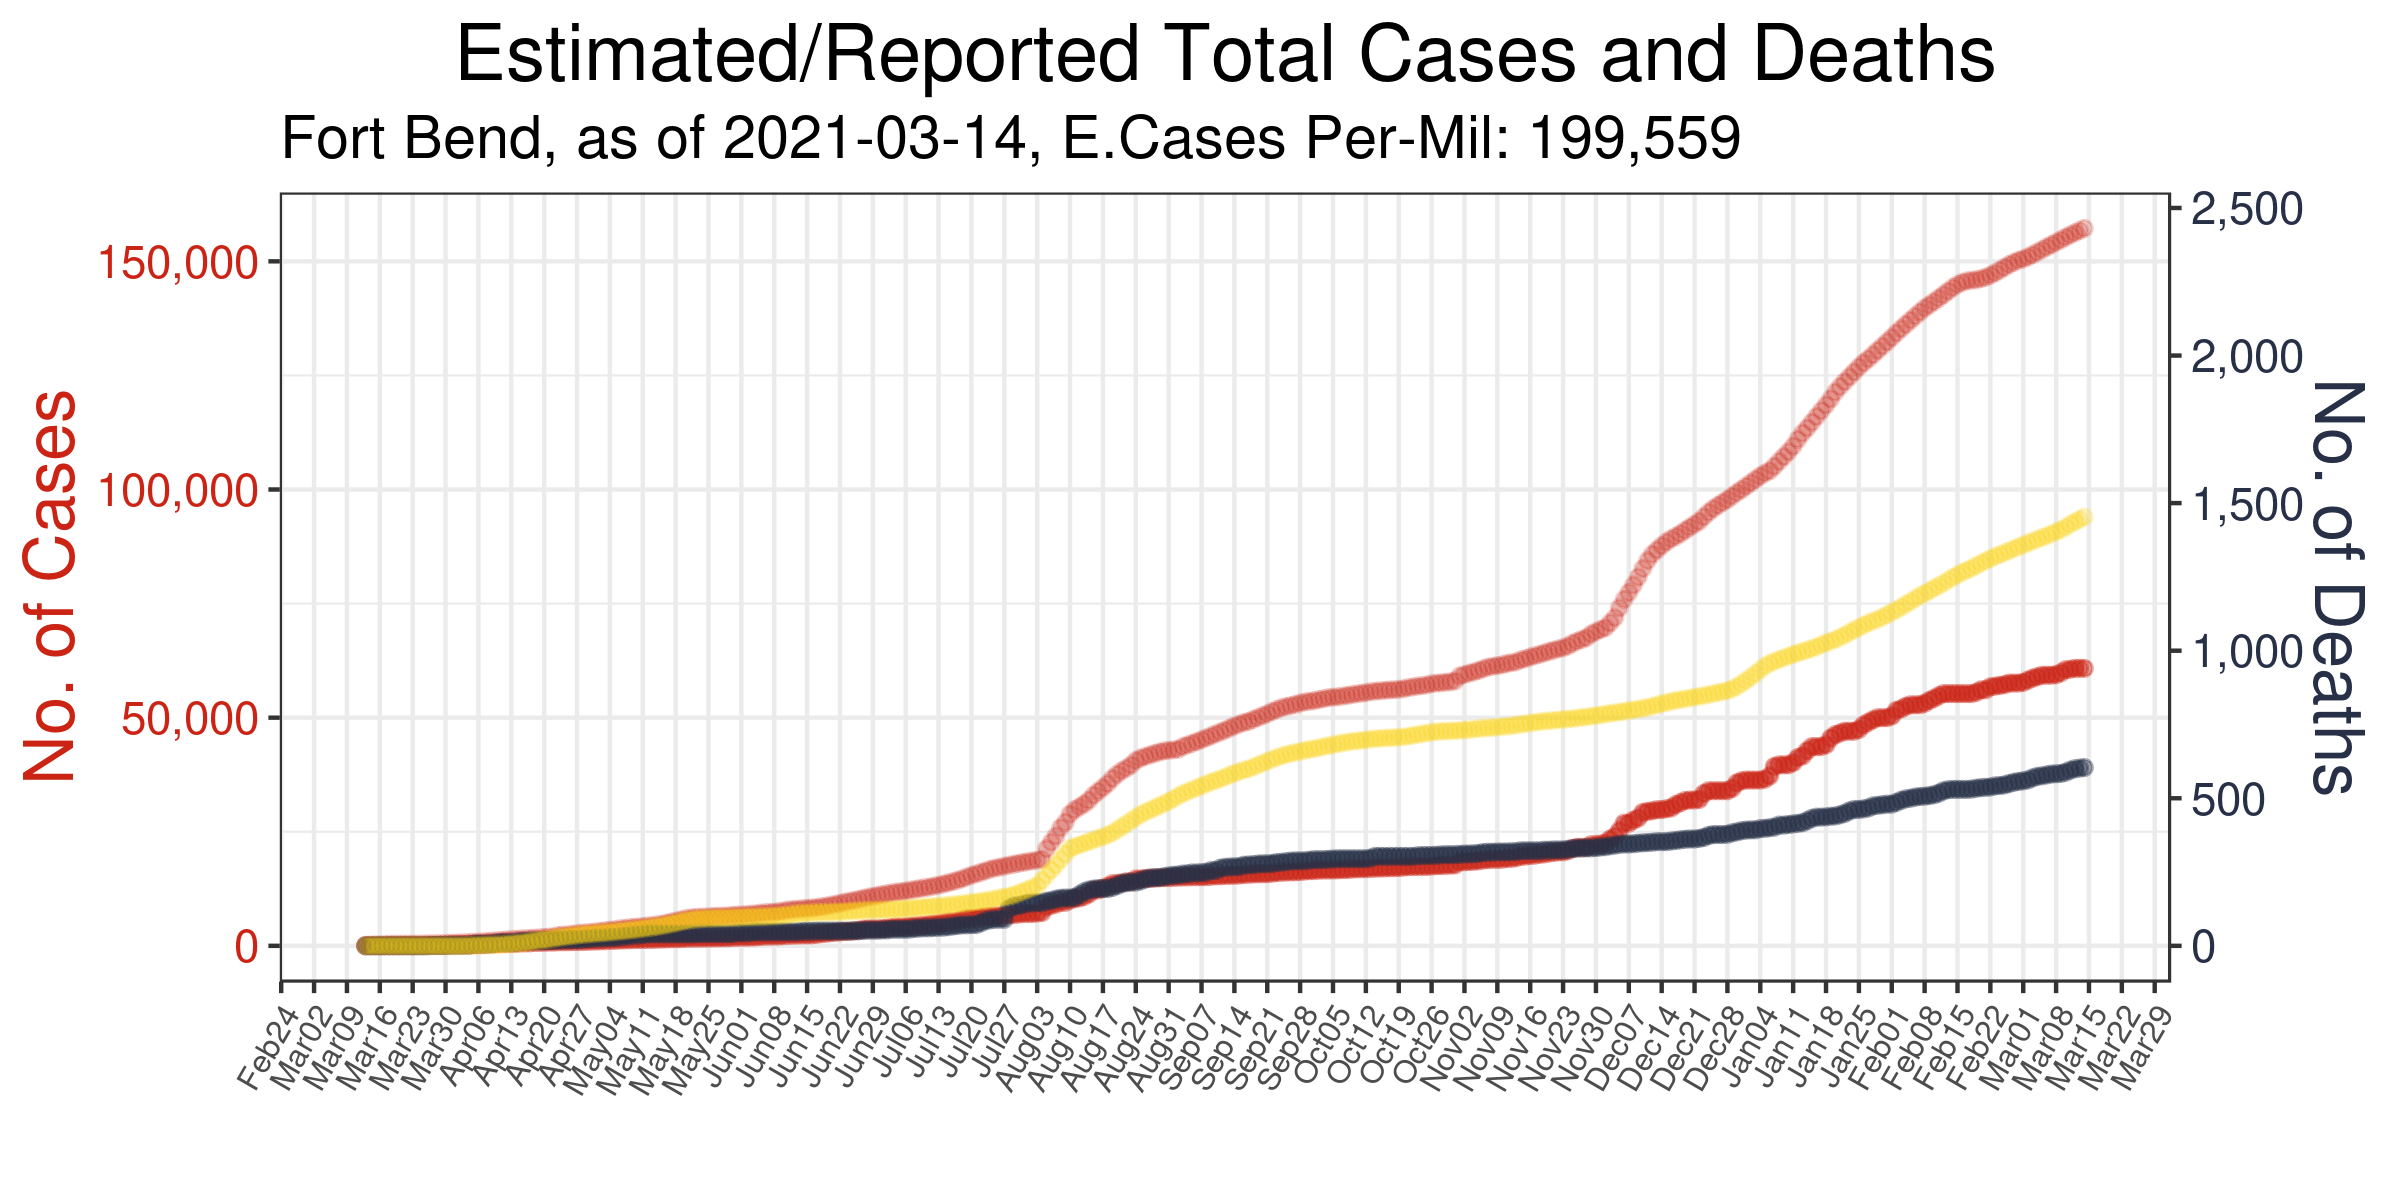 Estimated/Reported Total Cases and Deaths
Fort Bend, as of 2021-03-14, E.Cases Per-Mil: 199,559
No. of Cases
150,000
100,000
50,000
0
2,500
2,000
1,500
1,000
500
0
No. of Deaths
Feb24
Mar02
Mar09
Mar16
Mar23
Mar30
Apr06
Apr13
Apr20
Apr27
May04
May11
May18
May25
Jun01
Jun08
Jun15
Jun22
Jun29
Jul06
Jul13
Jul20
Jul27
Aug03
Aug10
Aug17
Aug24
Aug31
Sep07
Sep14
Sep21
Sep28
Oct05
Oct12
Oct19
Oct26
Nov02
Nov09
Nov16
Nov23
Nov30
Dec07
Dec14
Dec21
Dec28
Jan04
Jan11
Jan18
Jan25
Feb01
Feb08
Feb15
Feb22
Mar01
Mar08
Mar15
Mar22
Mar29